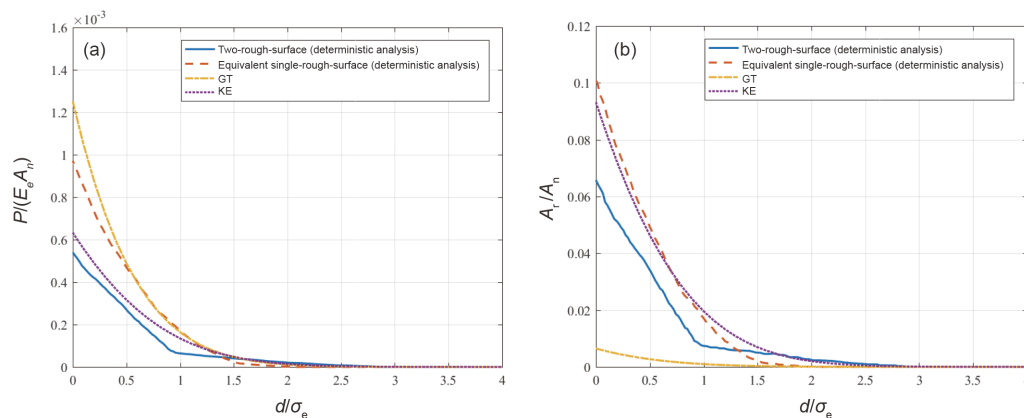 ×10⁻³
(a)
Two-rough-surface (deterministic analysis)
Equivalent single-rough-surface (deterministic analysis)
GT
KE
1.6
1.4
1.2
1
0.8
0.6
0.4
0.2
0
P/(EₑAₙ)
0 0.5 1 1.5 2 2.5 3 3.5 4
d/σₑ
(b)
Two-rough-surface (deterministic analysis)
Equivalent single-rough-surface (deterministic analysis)
GT
KE
0.12
0.1
0.08
0.06
0.04
0.02
0
Aᵣ/Aₙ
0 0.5 1 1.5 2 2.5 3 3.5
d/σₑ